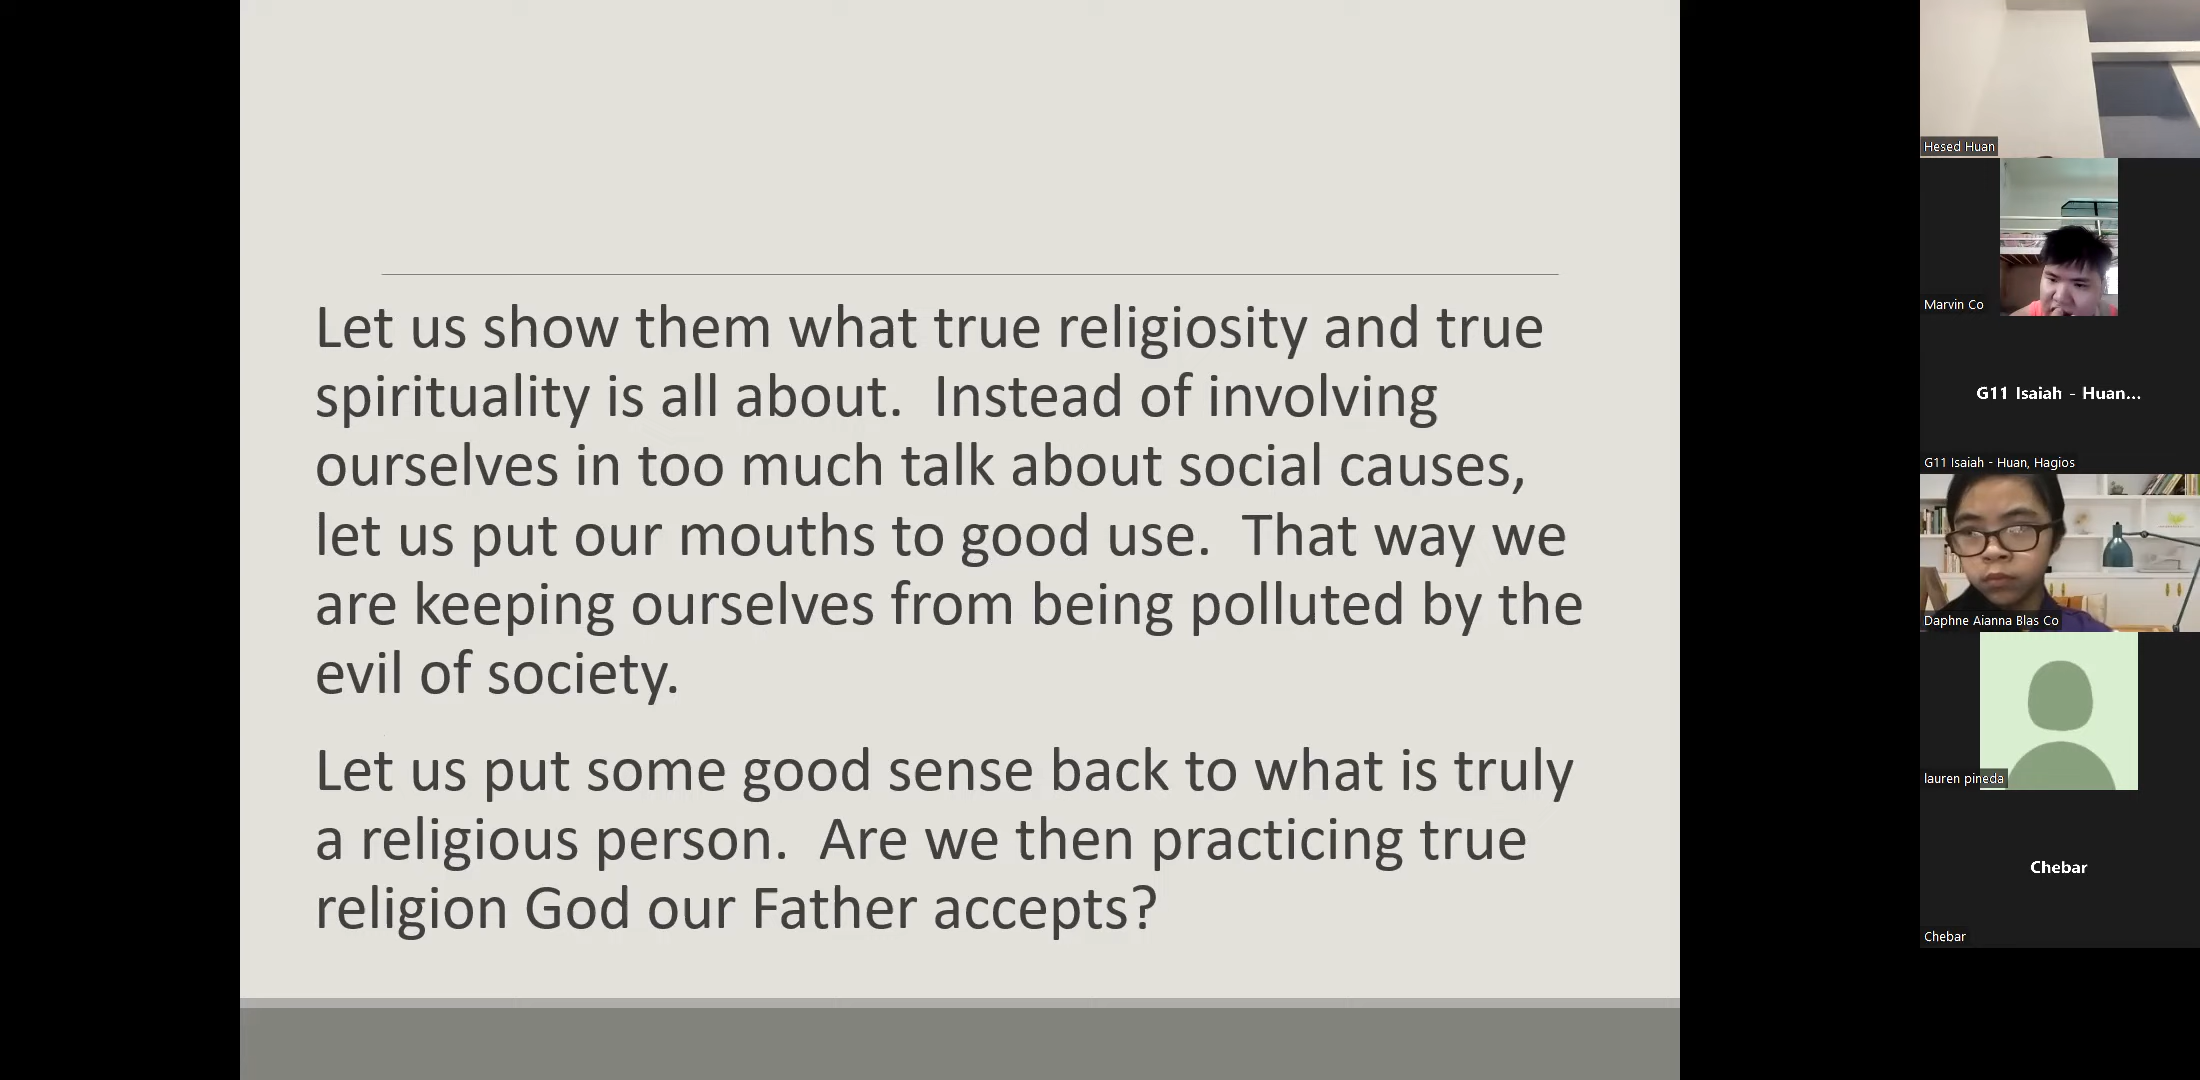 Let us show them what true religiosity and true
spirituality is all about.  Instead of involving
ourselves in too much talk about social causes,
let us put our mouths to good use.  That way we
are keeping ourselves from being polluted by the
evil of society.
Let us put some good sense back to what is truly
a religious person.  Are we then practicing true
religion God our Father accepts?
Hesed Huan
Marvin Co
G11 Isaiah - Huan...
G11 Isaiah - Huan, Hagios
Daphne Aianna Blas Co
lauren pineda
Chebar
Chebar